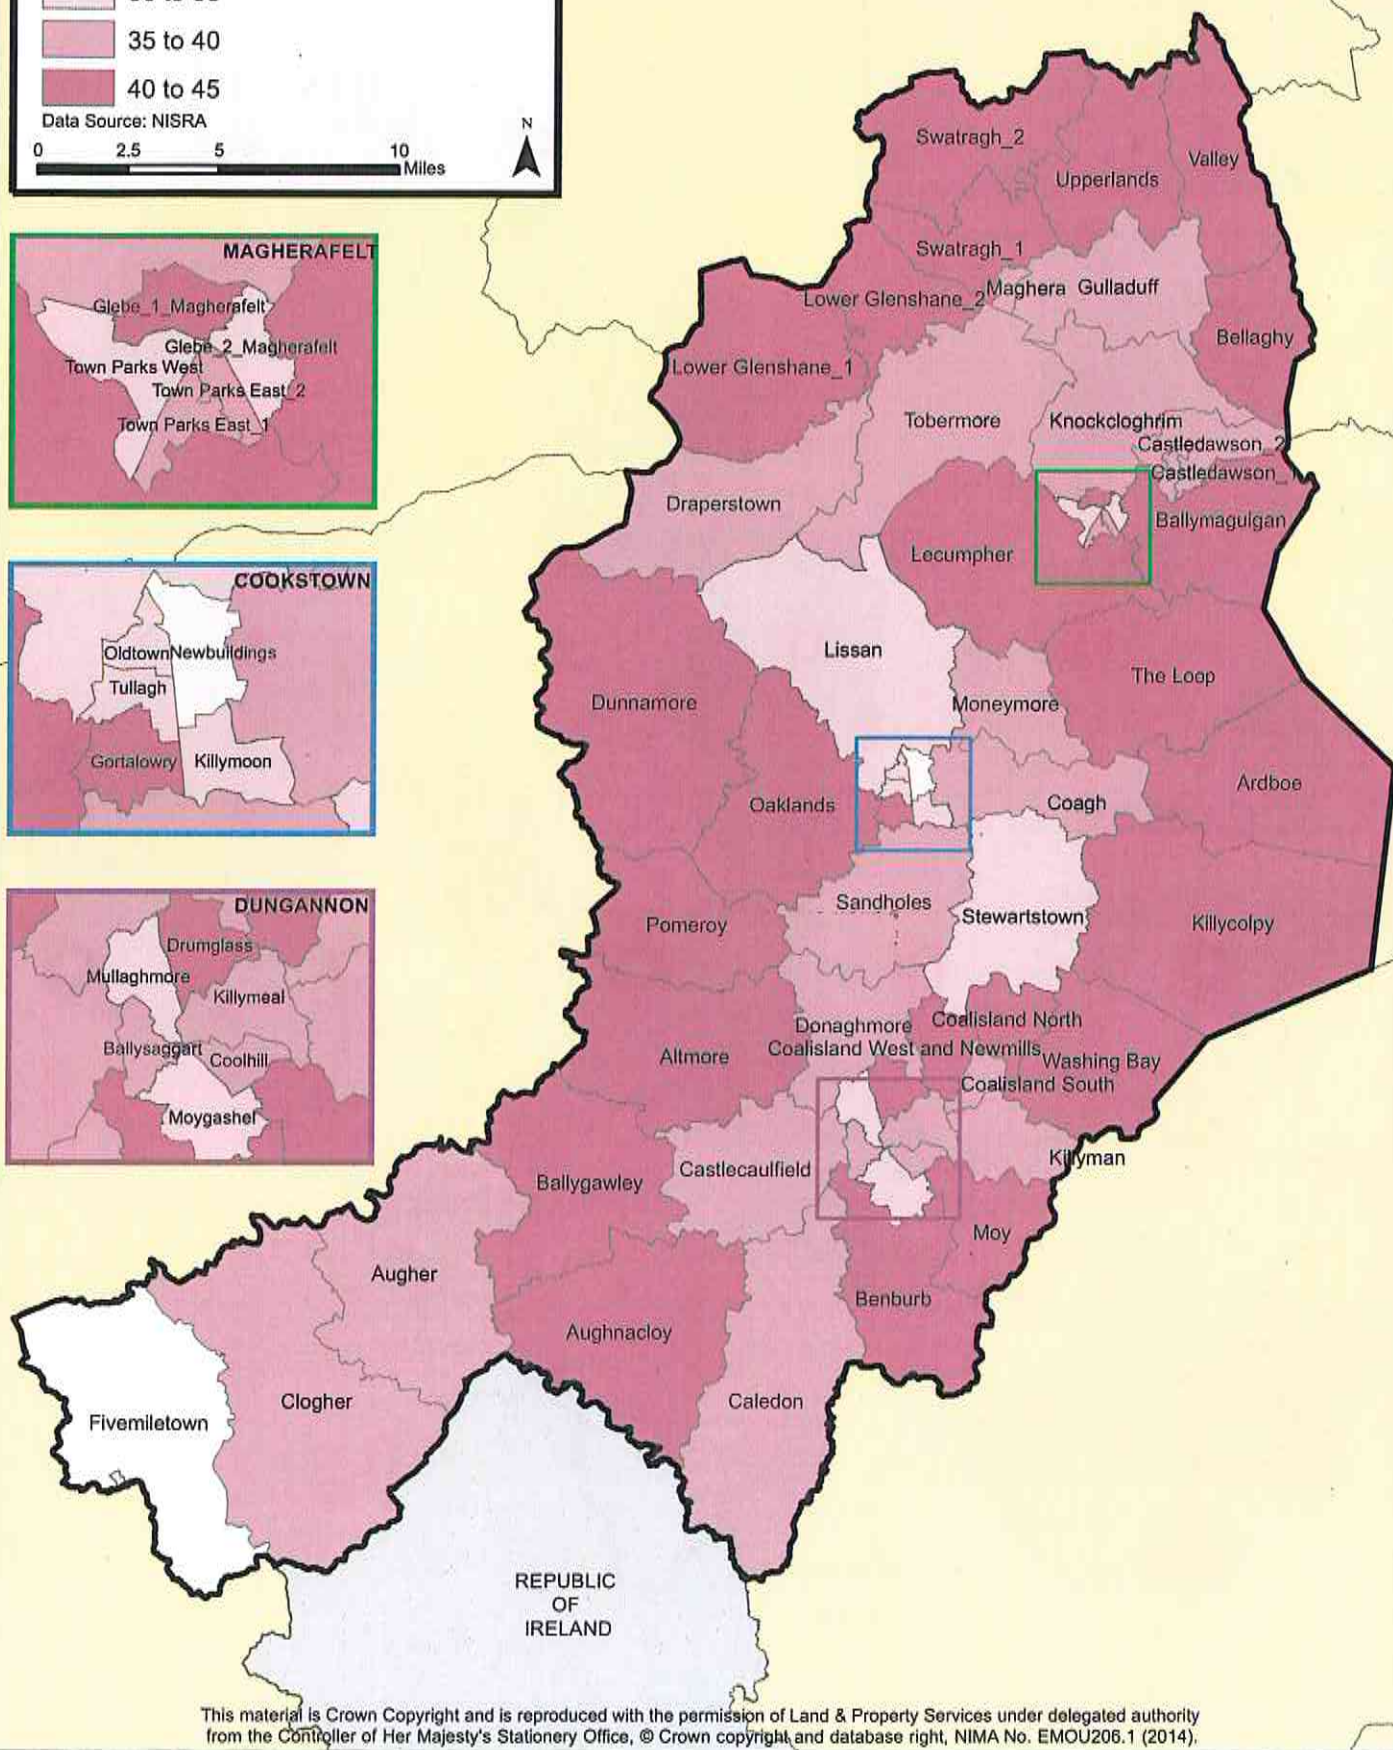 35 to 40
40 to 45
Data Source: NISRA
0 2.5 5 10
Miles
N
MAGHERAFELT
Glebe_1_Magherafelt
Glebe_2_Magherafelt
Town Parks West
Town Parks East_2
Town Parks East_1
COOKSTOWN
Oldtown
Newbuildings
Tullagh
Gortalowry
Killymoon
DUNGANNON
Drumglass
Mullaghmore
Killymeal
Ballysaggart
Coolhill
Moygashel
Swatragh_2
Valley
Upperlands
Swatragh_1
Maghera
Gulladuff
Lower Glenshane_2
Bellaghy
Lower Glenshane_1
Tobermore
Knockcloghrim
Castledawson_2
Castledawson_
Draperstown
Ballymaguigan
Lecumpher
Lissan
The Loop
Dunnamore
Moneymore
Ardboe
Oaklands
Coagh
Sandholes
Stewartstown
Killycolpy
Pomeroy
Donaghmore
Coalisland North
Coalisland West and Newmills
Altmore
Washing Bay
Coalisland South
Killyman
Castlecaulfield
Ballygawley
Moy
Augher
Benburb
Aughnacloy
Clogher
Caledon
Fivemiletown
REPUBLIC
OF
IRELAND
This material is Crown Copyright and is reproduced with the permission of Land & Property Services under delegated authority
from the Controller of Her Majesty's Stationery Office, © Crown copyright and database right, NIMA No. EMOU206.1 (2014).